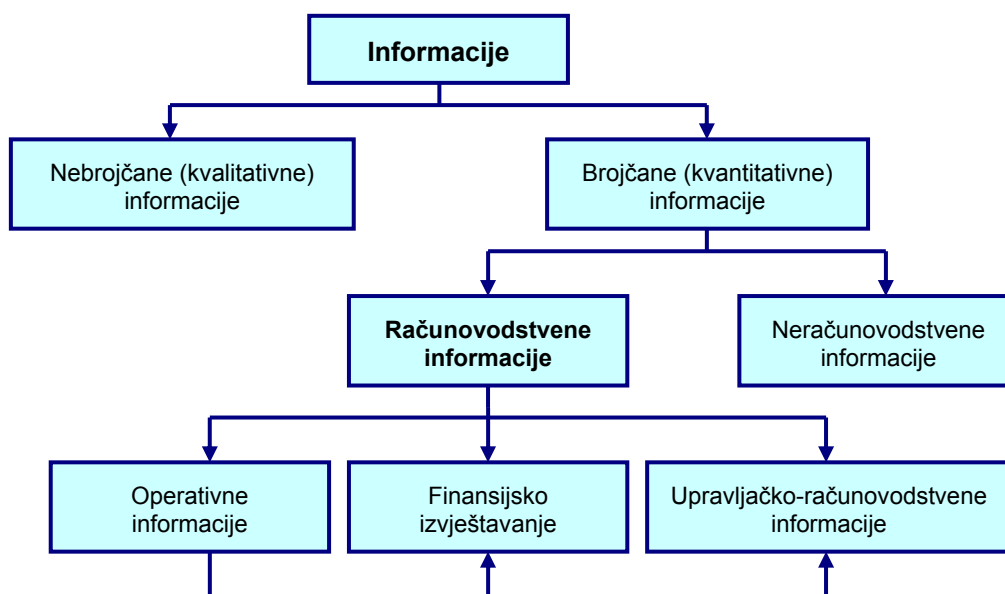 Informacije
Nebrojčane (kvalitativne)
informacije
Brojčane (kvantitativne)
informacije
Računovodstvene
informacije
Neračunovodstvene
informacije
Operativne
informacije
Finansijsko
izvještavanje
Upravljačko-računovodstvene
informacije